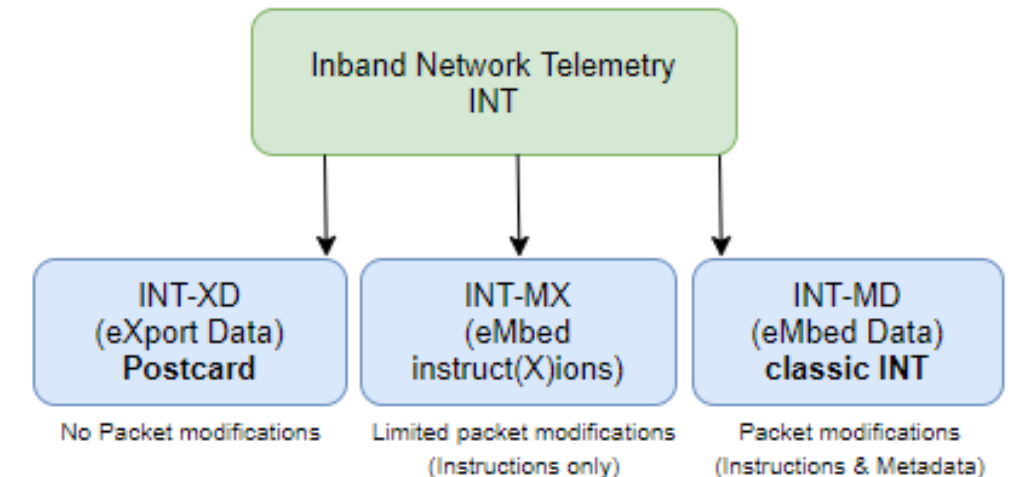 Inband Network Telemetry
INT
INT-XD
(eXport Data)
Postcard
INT-MX
(eMbed
instruct(X)ions)
INT-MD
(eMbed Data)
classic INT
No Packet modifications
Limited packet modifications
(Instructions only)
Packet modifications
(Instructions & Metadata)